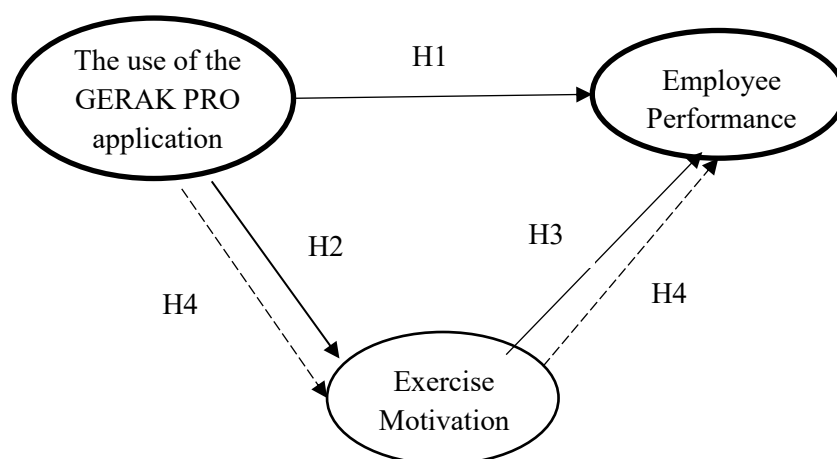 The use of the
GERAK PRO
application
H1
Employee
Performance
H2
H3
H4
H4
Exercise
Motivation